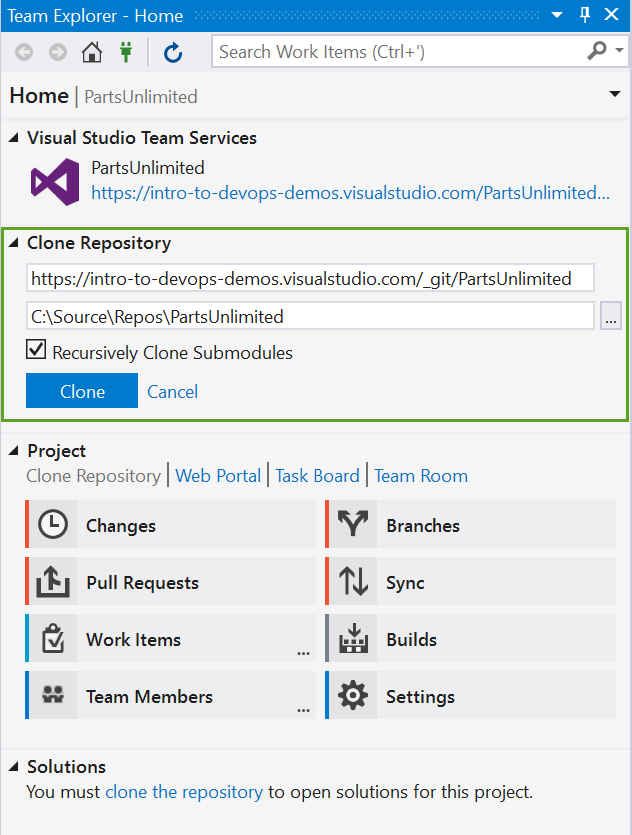 Team Explorer - Home
Search Work Items (Ctrl+')
Home | PartsUnlimited
Visual Studio Team Services
PartsUnlimited
https://intro-to-devops-demos.visualstudio.com/PartsUnlimited...
Clone Repository
https://intro-to-devops-demos.visualstudio.com/_git/PartsUnlimited
C:\Source\Repos\PartsUnlimited ...
Recursively Clone Submodules
Clone Cancel
Project
Clone Repository | Web Portal | Task Board | Team Room
Changes Branches
Pull Requests Sync
Work Items ... Builds
Team Members ... Settings
Solutions
You must clone the repository to open solutions for this project.